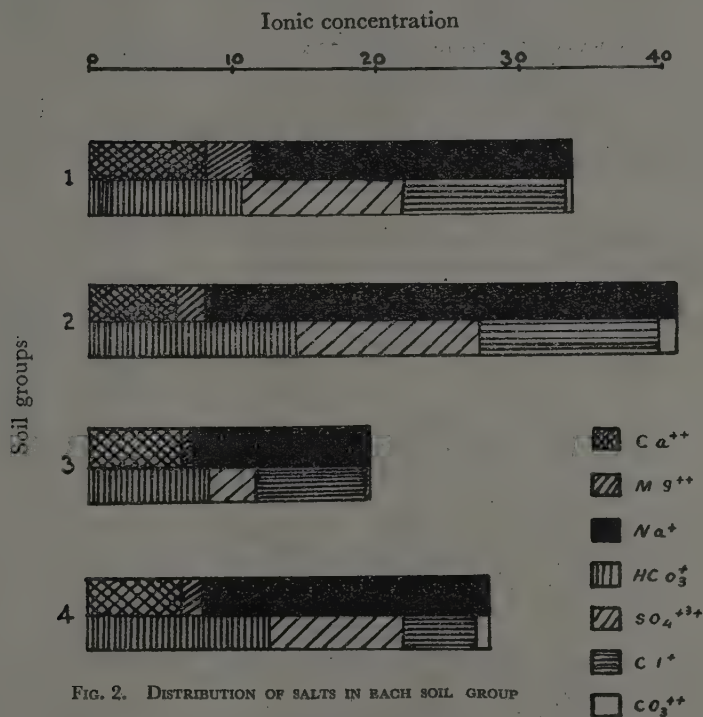 Ionic concentration
0 10 20 30 40
1
2
3
4
Soil groups
Ca++
Mg++
Na+
HCO3+
SO4+3+
Cl+
CO3++
FIG. 2. DISTRIBUTION OF SALTS IN EACH SOIL GROUP